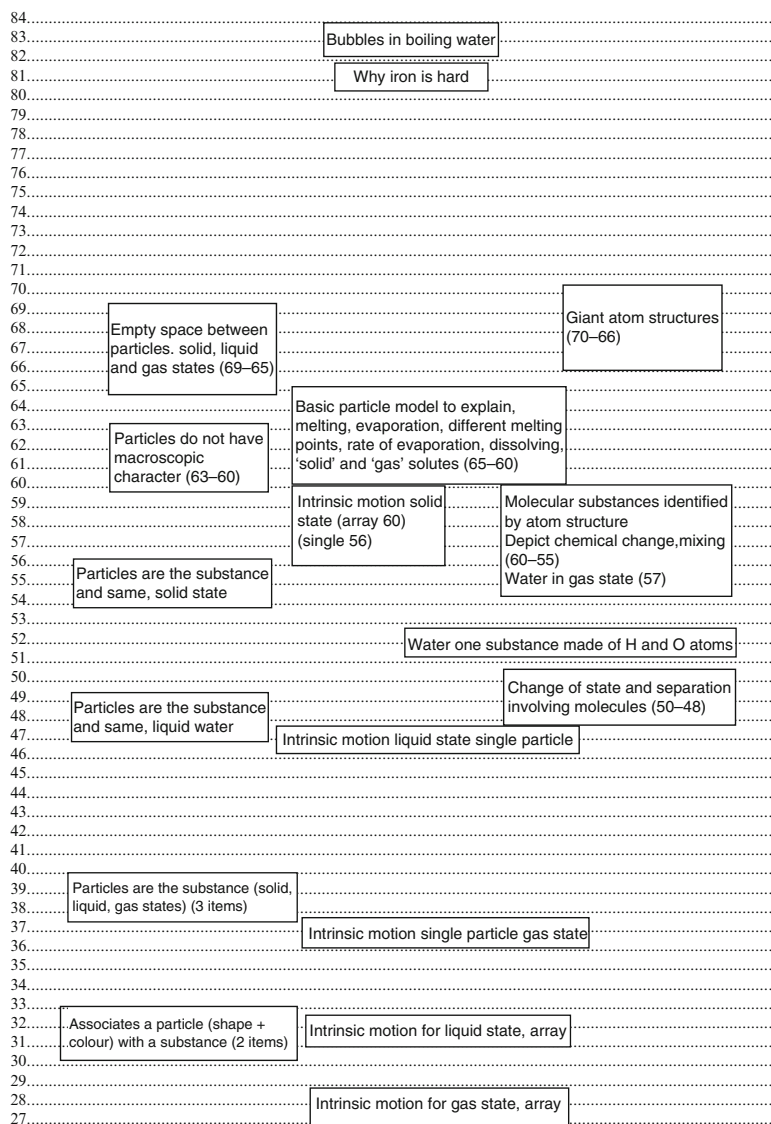 84
83
Bubbles in boiling water
82
81
Why iron is hard
80
79
78
77
76
75
74
73
72
71
70
69
68
67
66
65
Empty space between
particles. solid, liquid
and gas states (69–65)
Giant atom structures
(70–66)
64
63
62
61
60
Basic particle model to explain,
melting, evaporation, different melting
points, rate of evaporation, dissolving,
‘solid’ and ‘gas’ solutes (65–60)
Particles do not have
macroscopic
character (63–60)
59
58
57
56
55
54
Intrinsic motion solid
state (array 60)
(single 56)
Molecular substances identified
by atom structure
Depict chemical change,mixing
(60–55)
Water in gas state (57)
Particles are the substance
and same, solid state
53
52
Water one substance made of H and O atoms
51
50
49
48
Change of state and separation
involving molecules (50–48)
Particles are the substance
and same, liquid water
47
Intrinsic motion liquid state single particle
46
45
44
43
42
41
40
39
38
Particles are the substance (solid,
liquid, gas states) (3 items)
37
Intrinsic motion single particle gas state
36
35
34
33
32
31
Associates a particle (shape +
colour) with a substance (2 items)
Intrinsic motion for liquid state, array
30
29
28
Intrinsic motion for gas state, array
27